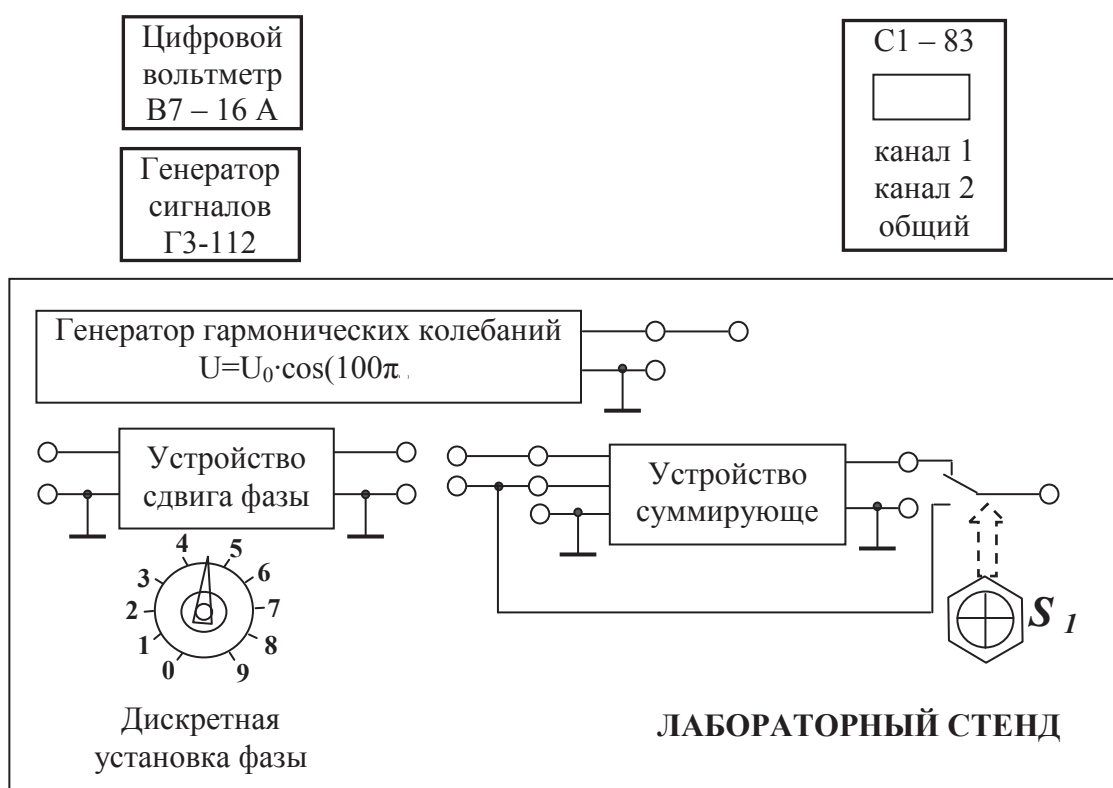 Цифровой
вольтметр
В7 – 16 А
С1 – 83
канал 1
канал 2
общий
Генератор
сигналов
Г3-112
Генератор гармонических колебаний
U=U₀·cos(100π
Устройство
сдвига фазы
Устройство
суммирующе
4 5
3 6
2 7
1 8
0 9
S 1
Дискретная
установка фазы
ЛАБОРАТОРНЫЙ СТЕНД